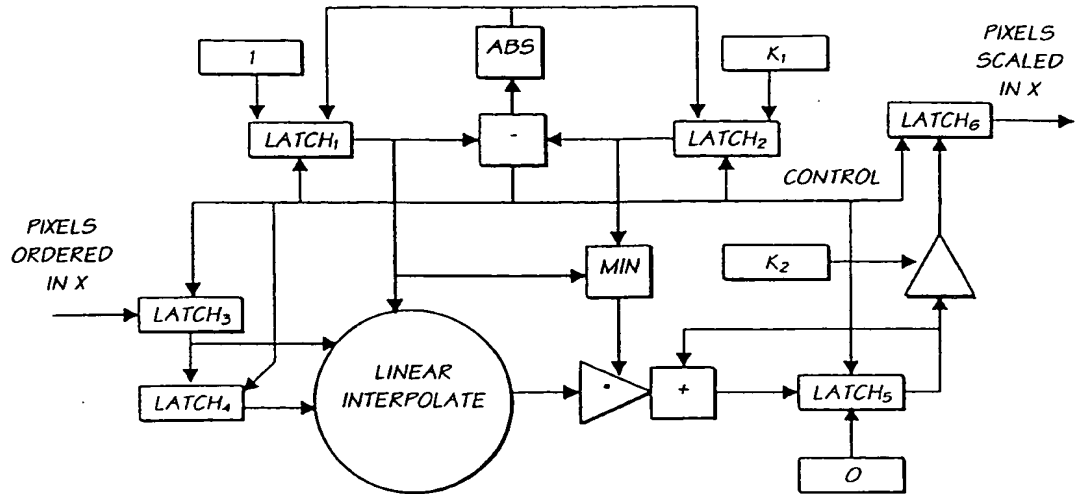 PIXELS
SCALED
IN X
ABS
1
K₁
LATCH₁
-
LATCH₂
LATCH₆
CONTROL
PIXELS
ORDERED
IN X
MIN
K₂
LATCH₃
LINEAR
INTERPOLATE
LATCH₄
·
+
LATCH₅
0